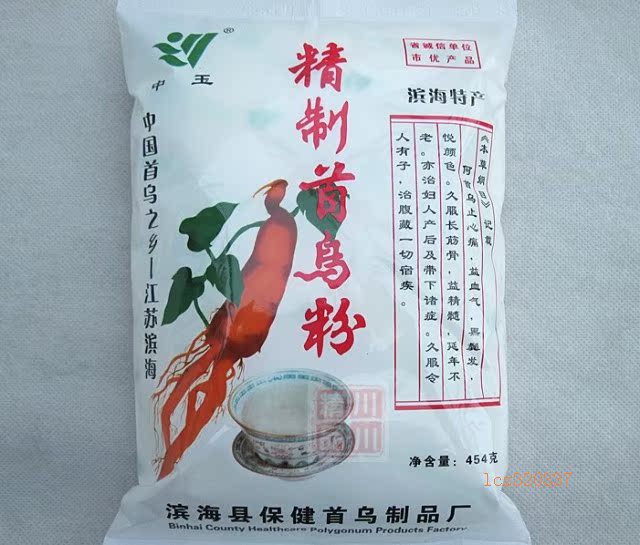 中玉®
省诚信单位
市优产品
滨海特产
精制首乌粉
中国首乌之乡—江苏滨海
《本草纲目》记载
何首乌止心痛，益血气，黑髭发，
悦颜色。久服长筋骨，益精髓，延年不
老。亦治妇人产后及带下诸症。久服令
人有子，治腹藏一切宿疾。
净含量：454克
滨海县保健首乌制品厂
Binhai County Healthcare Polygonum Products Factory